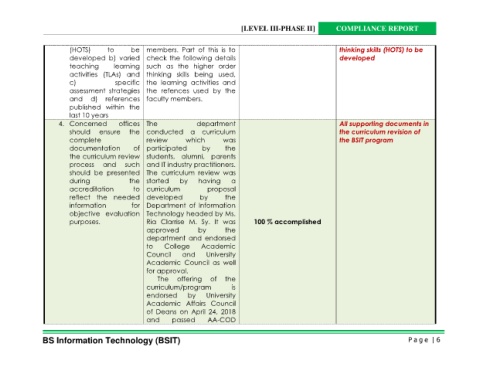 [LEVEL III-PHASE II] COMPLIANCE REPORT
(HOTS) to be
developed b) varied
teaching learning
activities (TLAs) and
c) specific
assessment strategies
and d) references
published within the
last 10 years
members. Part of this is to
check the following details
such as the higher order
thinking skills being used,
the learning activities and
the refences used by the
faculty members.
thinking skills (HOTS) to be
developed
4. Concerned offices
should ensure the
complete
documentation of
the curriculum review
process and such
should be presented
during the
accreditation to
reflect the needed
information for
objective evaluation
purposes.
The department
conducted a curriculum
review which was
participated by the
students, alumni, parents
and IT industry practitioners.
The curriculum review was
started by having a
curriculum proposal
developed by the
Department of Information
Technology headed by Ms.
Ria Clarisse M. Sy. It was
approved by the
department and endorsed
to College Academic
Council and University
Academic Council as well
for approval.
The offering of the
curriculum/program is
endorsed by University
Academic Affairs Council
of Deans on April 24, 2018
and passed AA-COD
100 % accomplished
All supporting documents in
the curriculum revision of
the BSIT program
BS Information Technology (BSIT) Page | 6